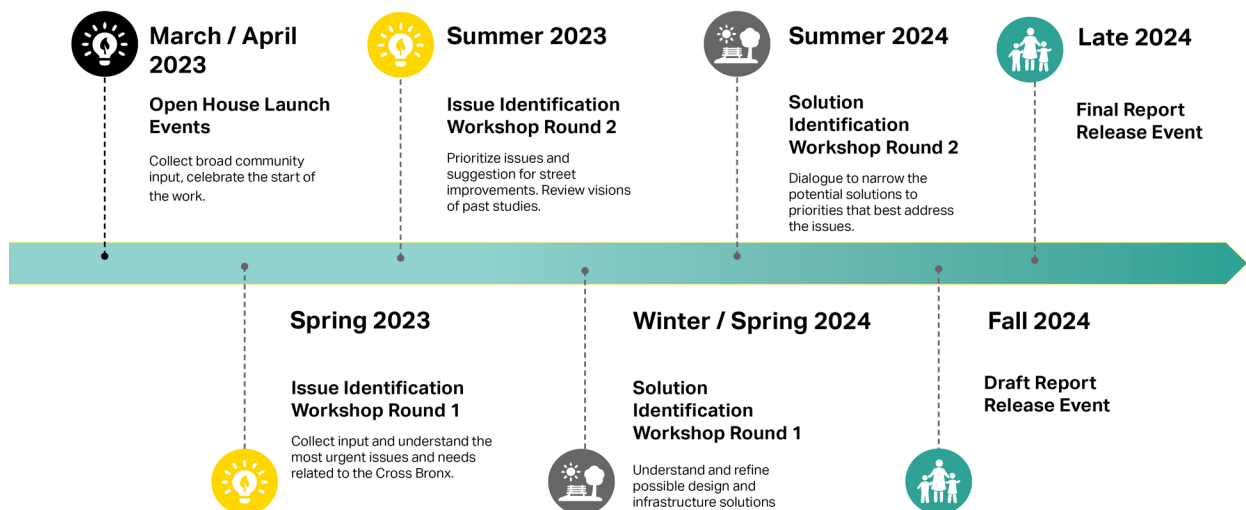 March / April
2023
Open House Launch
Events
Collect broad community
input, celebrate the start of
the work.
Spring 2023
Issue Identification
Workshop Round 1
Collect input and understand the
most urgent issues and needs
related to the Cross Bronx.
Summer 2023
Issue Identification
Workshop Round 2
Prioritize issues and
suggestion for street
improvements. Review visions
of past studies.
Winter / Spring 2024
Solution
Identification
Workshop Round 1
Understand and refine
possible design and
infrastructure solutions
Summer 2024
Solution
Identification
Workshop Round 2
Dialogue to narrow the
potential solutions to
priorities that best address
the issues.
Fall 2024
Draft Report
Release Event
Late 2024
Final Report
Release Event